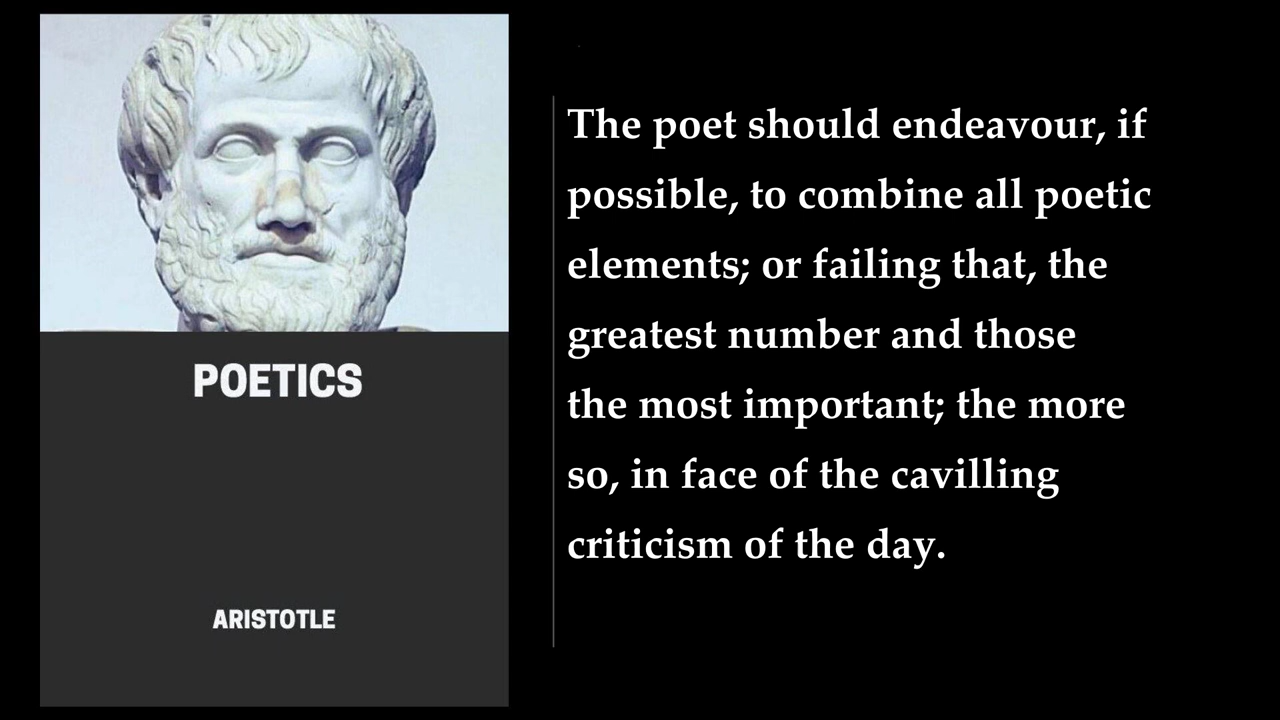 POETICS
ARISTOTLE
The poet should endeavour, if
possible, to combine all poetic
elements; or failing that, the
greatest number and those
the most important; the more
so, in face of the cavilling
criticism of the day.